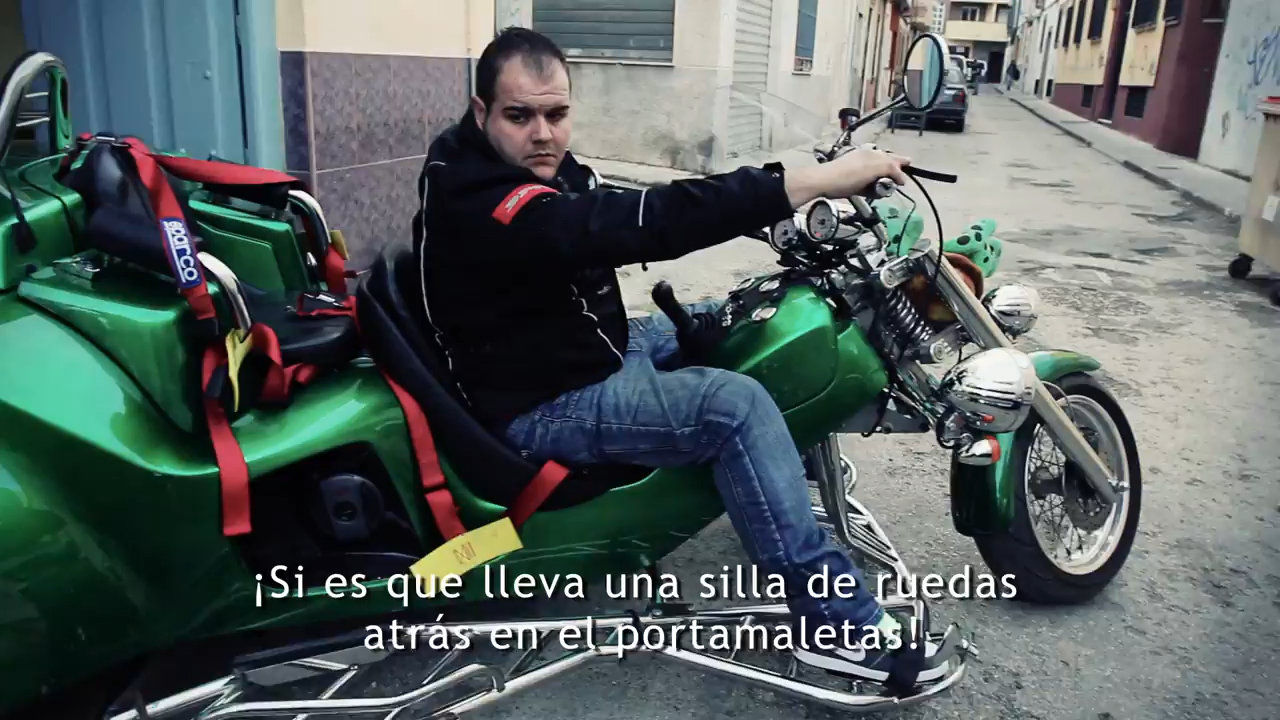 sparco
¡Si es que lleva una silla de ruedas
atrás en el portamaletas!